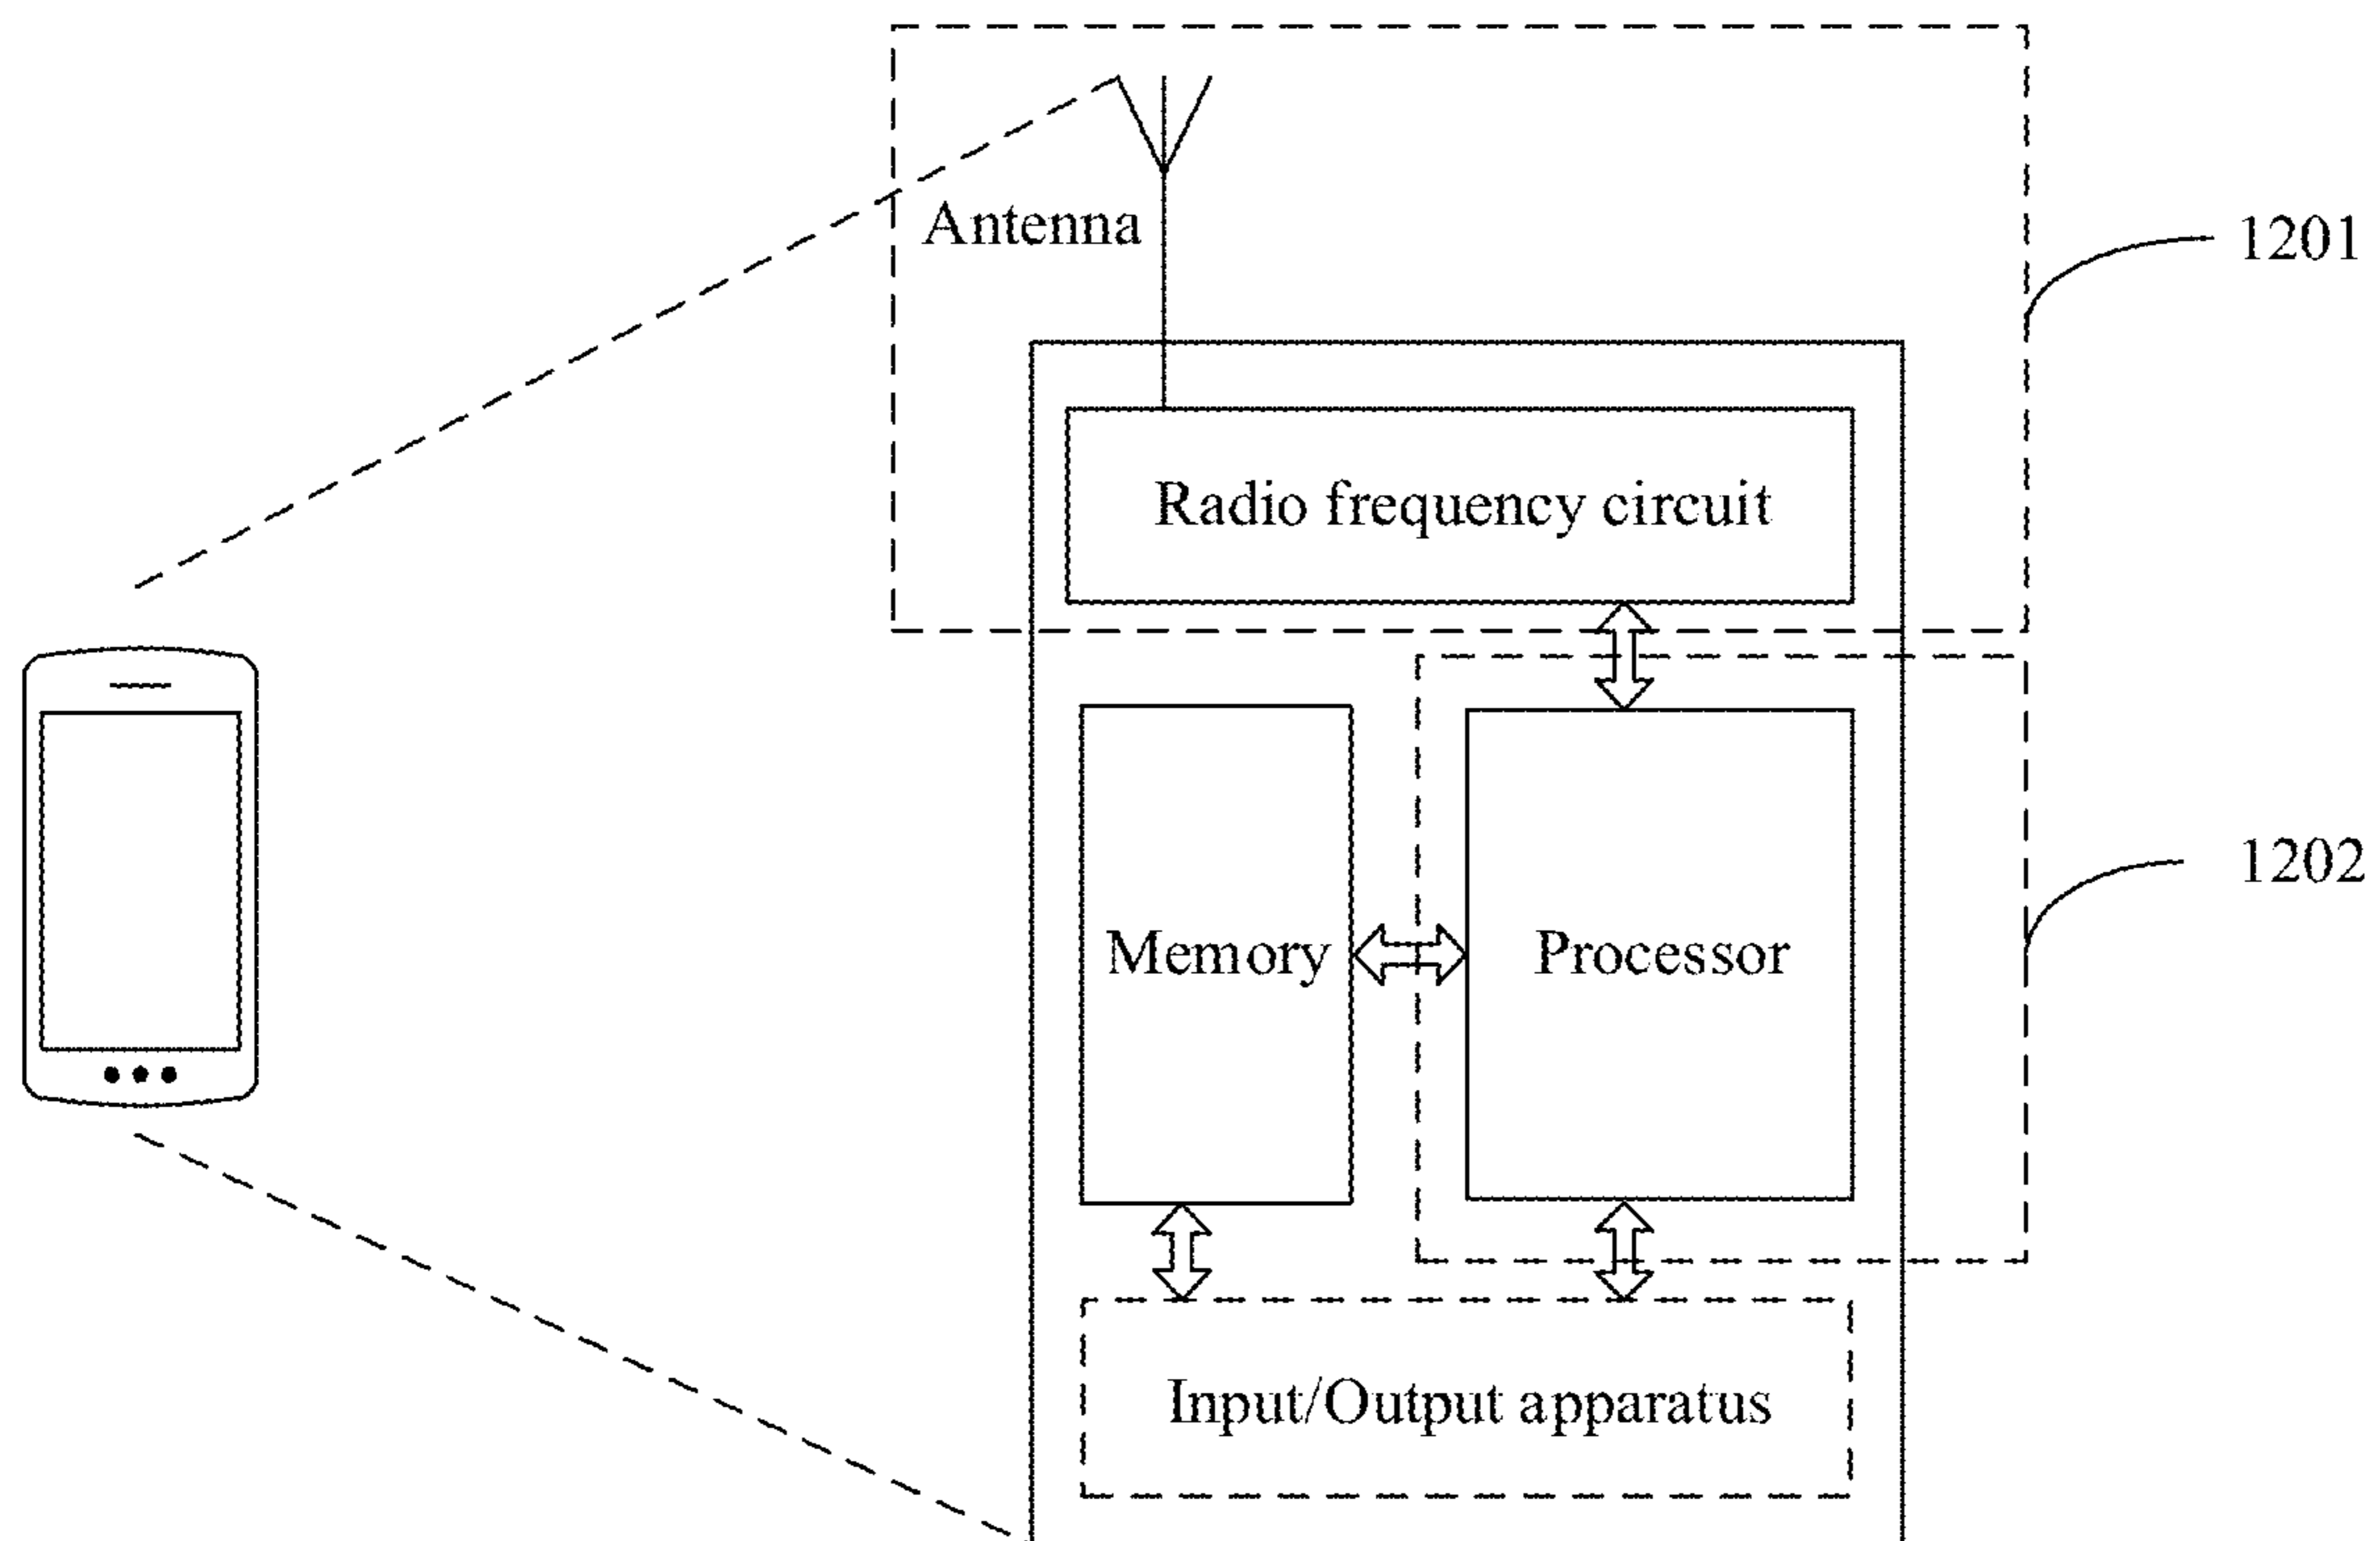 Antenna
1201
Radio frequency circuit
1202
Memory
Processor
Input/Output apparatus